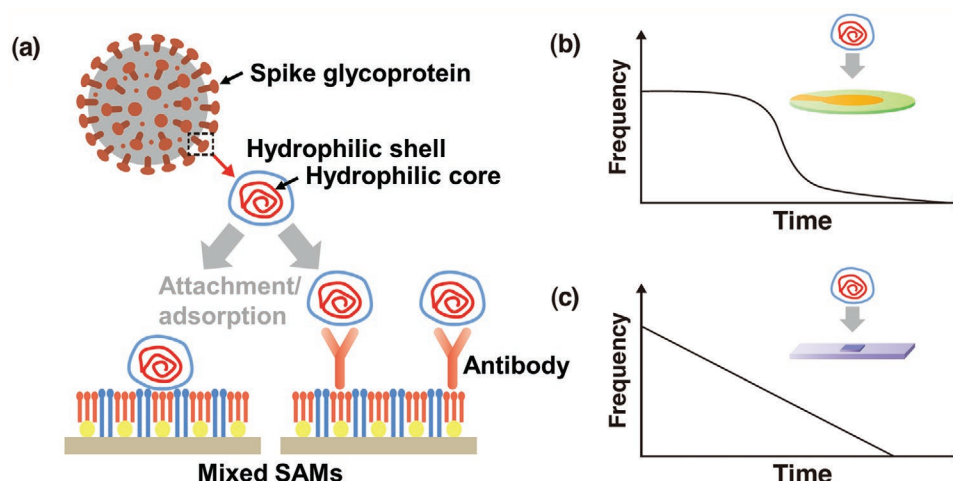 (a)
Spike glycoprotein
Hydrophilic shell
Hydrophilic core
Attachment/
adsorption
Antibody
Mixed SAMs
(b)
Frequency
Time
(c)
Frequency
Time